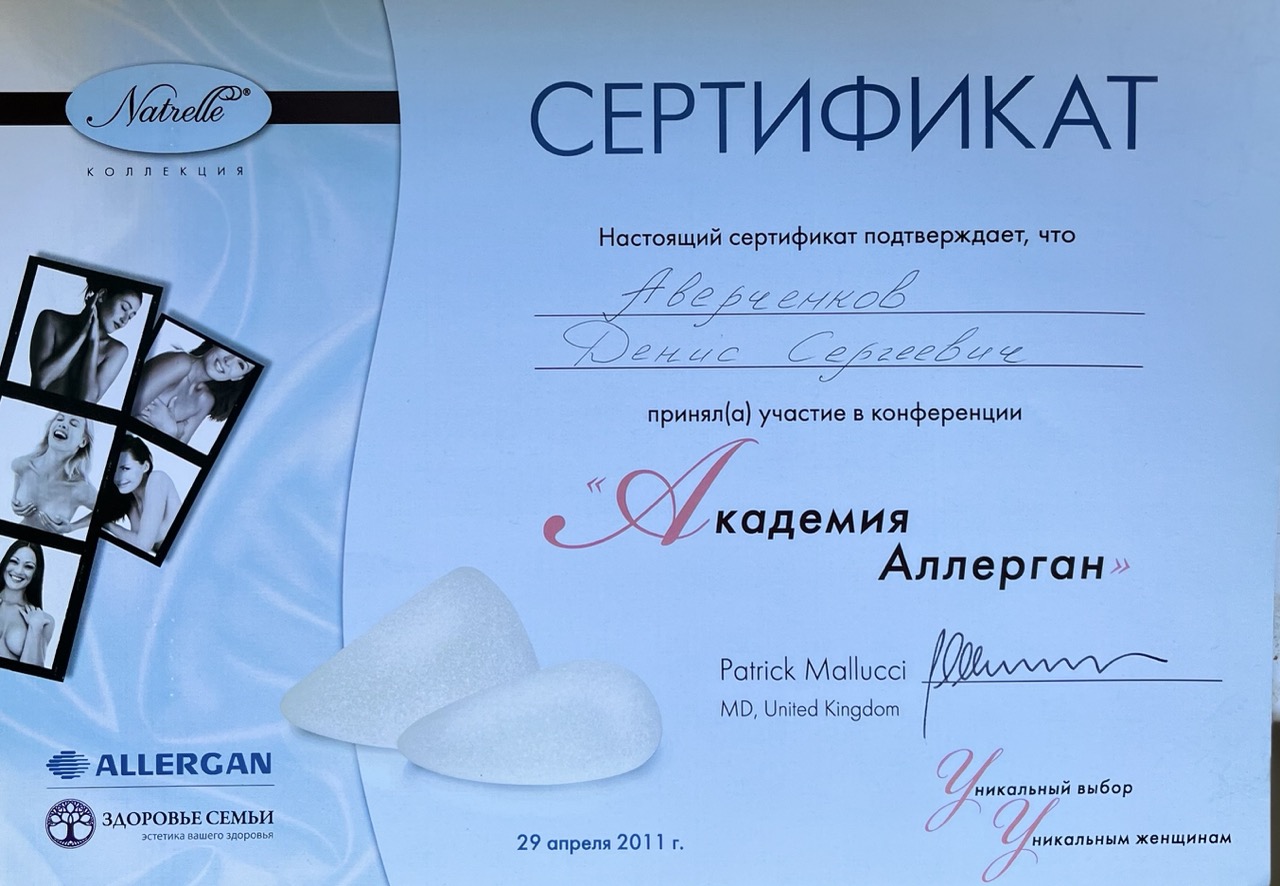 Natrelle®
КОЛЛЕКЦИЯ
СЕРТИФИКАТ
Настоящий сертификат подтверждает, что
Аверченков
Денис Сергеевич
принял(а) участие в конференции
«Академия
Аллерган»
Patrick Mallucci
MD, United Kingdom
ALLERGAN
ЗДОРОВЬЕ СЕМЬИ
эстетика вашего здоровья
29 апреля 2011 г.
Уникальный выбор
Уникальным женщинам